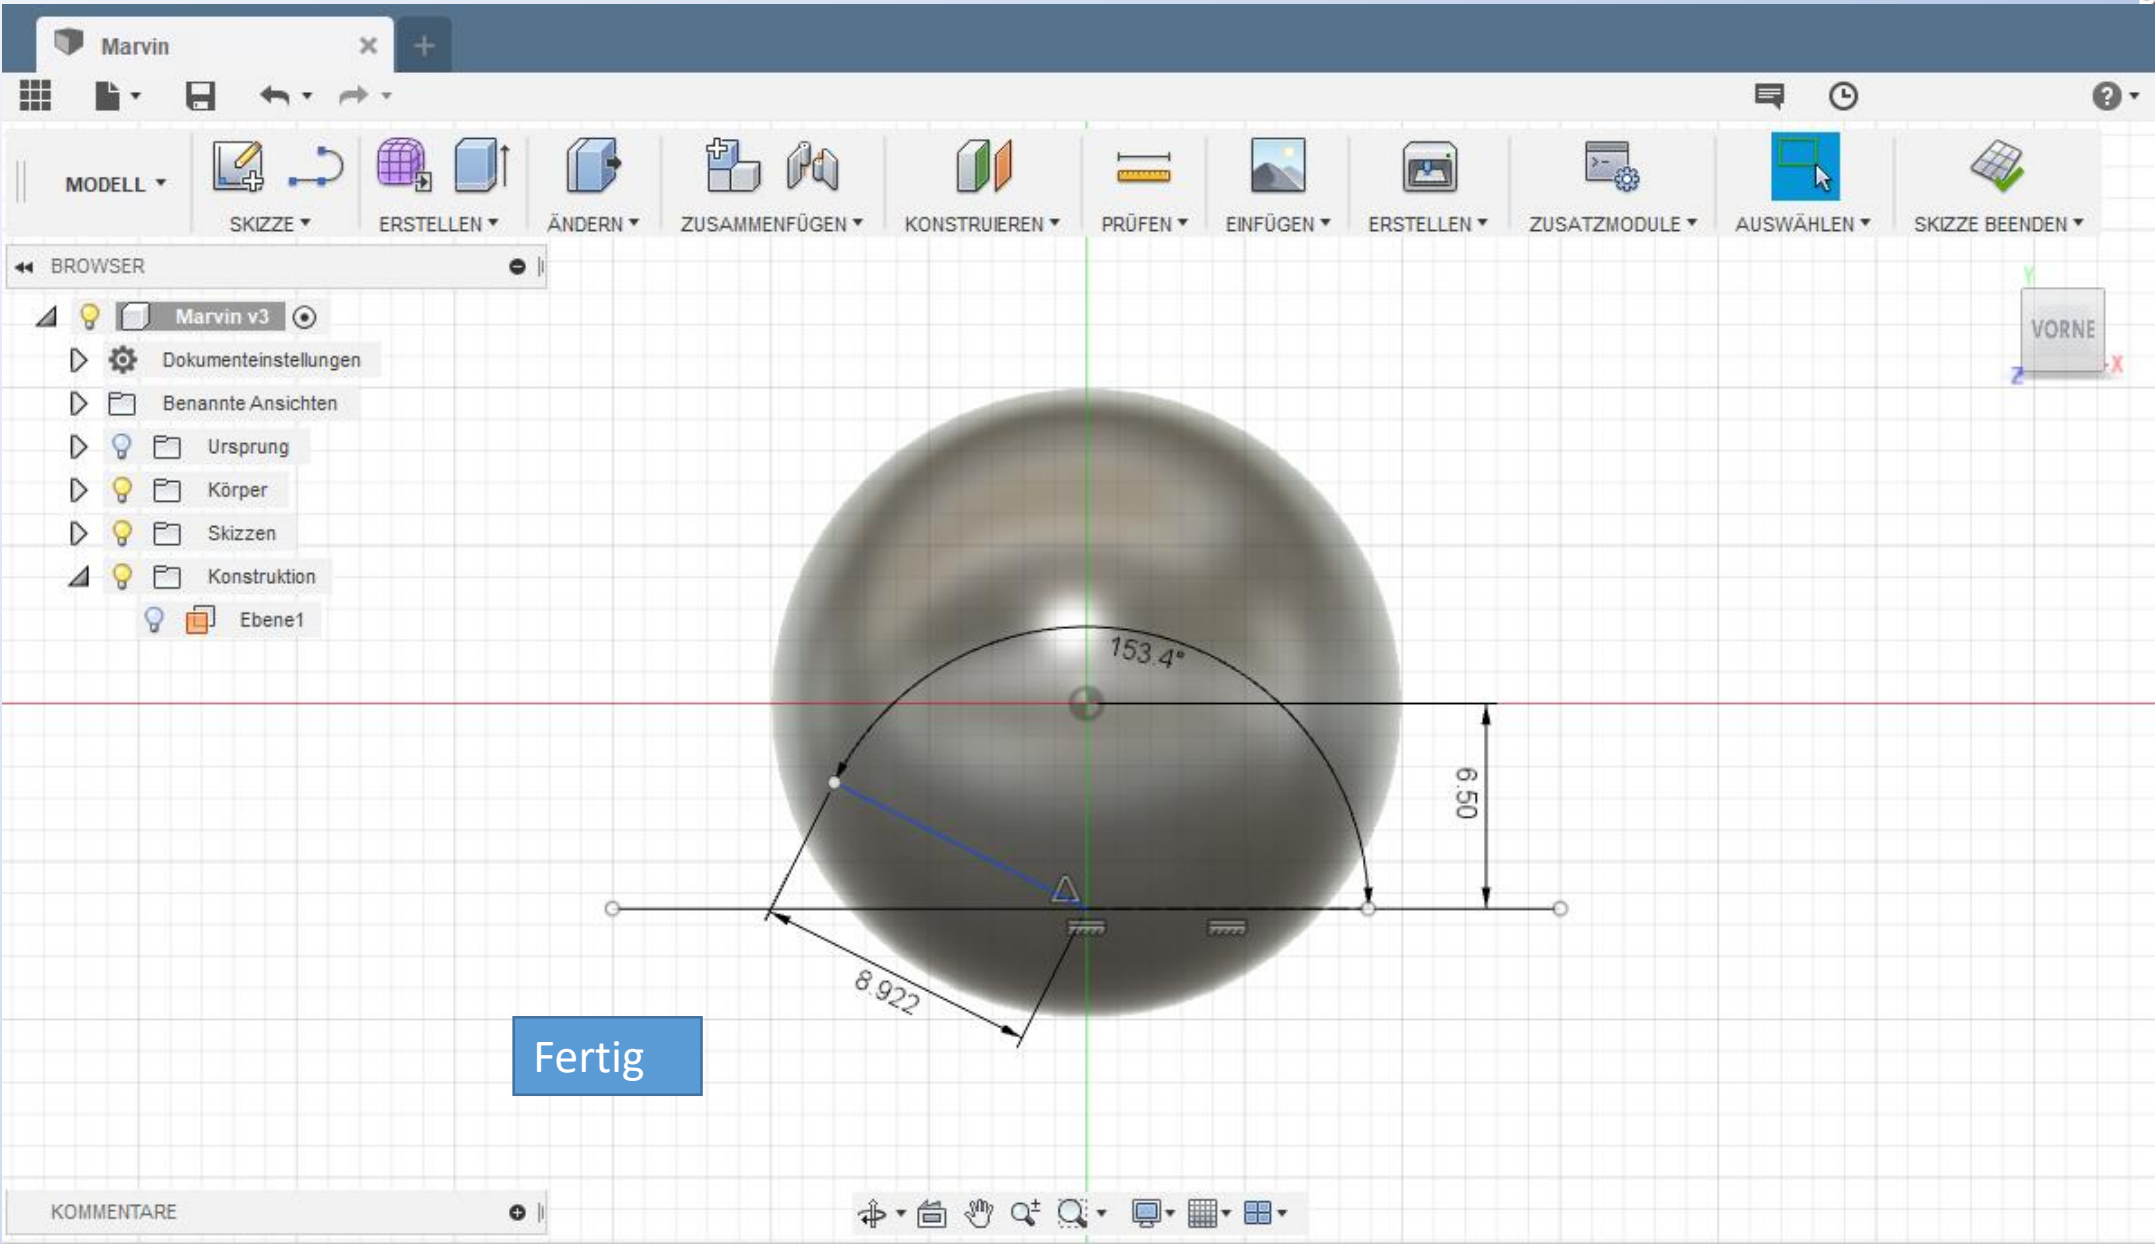 Marvin
MODELL
SKIZZE
ERSTELLEN
ÄNDERN
ZUSAMMENFÜGEN
KONSTRUIEREN
PRÜFEN
EINFÜGEN
ERSTELLEN
ZUSATZMODULE
AUSWÄHLEN
SKIZZE BEENDEN
BROWSER
Marvin v3
Dokumenteinstellungen
Benannte Ansichten
Ursprung
Körper
Skizzen
Konstruktion
Ebene1
Y
VORNE
X
Z
153.4°
6.50
8.922
Fertig
KOMMENTARE